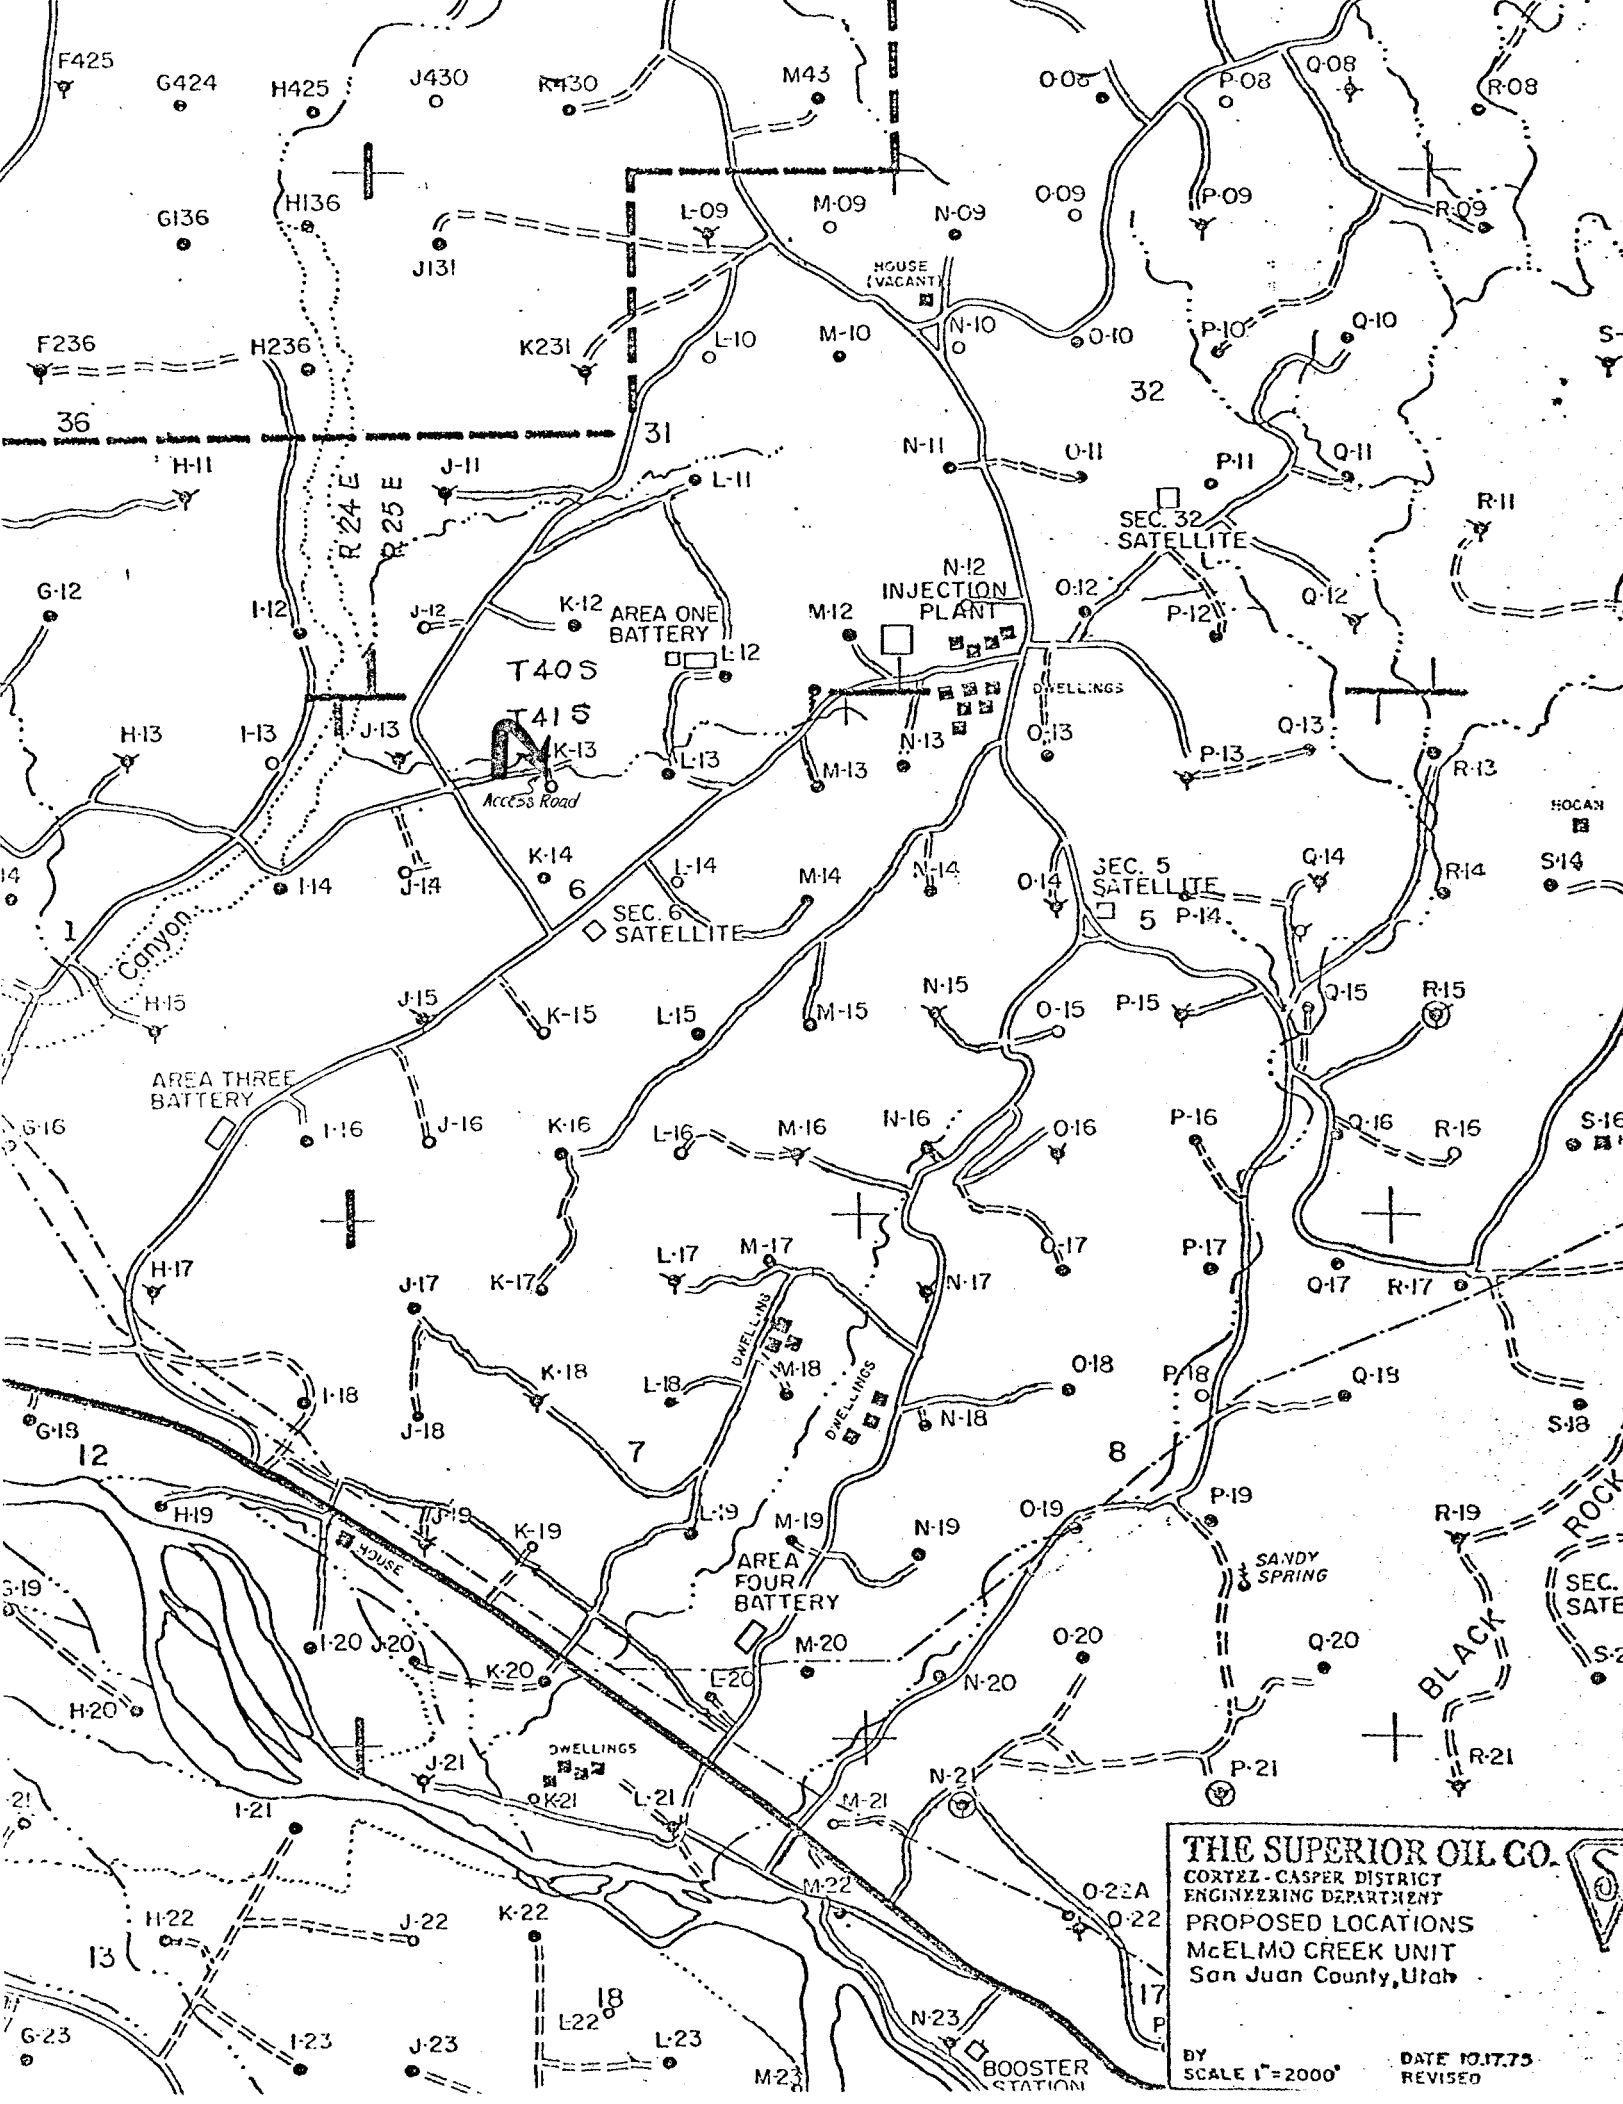 F425
G424
H425
J430
K430
M43
P-08
Q-08
R-08
G136
H136
J131
L-09
M-09
N-09
O-09
P-09
R-09
HOUSE
(VACANT)
F236
H236
K231
L-10
M-10
N-10
O-10
P-10
Q-10
36
31
32
H-11
J-11
L-11
N-11
O-11
P-11
Q-11
R-11
R 24 E
R 25 E
SEC. 32
SATELLITE
G-12
I-12
J-12
K-12
AREA ONE
BATTERY
L-12
M-12
N-12
INJECTION
PLANT
O-12
P-12
Q-12
T40S
T41S
DWELLINGS
H-13
I-13
J-13
K-13
L-13
M-13
N-13
O-13
P-13
Q-13
R-13
Access Road
HOGAN
14
I-14
J-14
K-14
6
L-14
M-14
N-14
O-14
SEC. 5
SATELLITE
5
P-14
Q-14
R-14
S-14
SEC. 6
SATELLITE
1
Canyon
H-15
J-15
K-15
L-15
M-15
N-15
O-15
P-15
Q-15
R-15
AREA THREE
BATTERY
G-16
I-16
J-16
K-16
L-16
M-16
N-16
O-16
P-16
Q-16
R-16
S-16
H-17
J-17
K-17
L-17
M-17
N-17
O-17
P-17
Q-17
R-17
DWELLING
G-18
I-18
J-18
K-18
L-18
M-18
DWELLINGS
N-18
O-18
P-18
Q-18
S-18
12
7
8
H-19
J-19
K-19
L-19
M-19
N-19
O-19
P-19
R-19
ROCK
HOUSE
AREA
FOUR
BATTERY
SANDY
SPRING
SEC.
G-19
H-20
I-20
J-20
K-20
L-20
M-20
N-20
O-20
Q-20
BLACK
DWELLINGS
21
I-21
J-21
K-21
L-21
M-21
N-21
P-21
R-21
H-22
J-22
K-22
M-22
O-22A
O-22
13
18
L-22
17
P
G-23
I-23
J-23
L-23
M-23
N-23
BOOSTER
STATION
THE SUPERIOR OIL CO.
CORTEZ-CASPER DISTRICT
ENGINEERING DEPARTMENT
PROPOSED LOCATIONS
McELMO CREEK UNIT
San Juan County, Utah
BY
SCALE 1"=2000'
DATE 10.17.75
REVISED